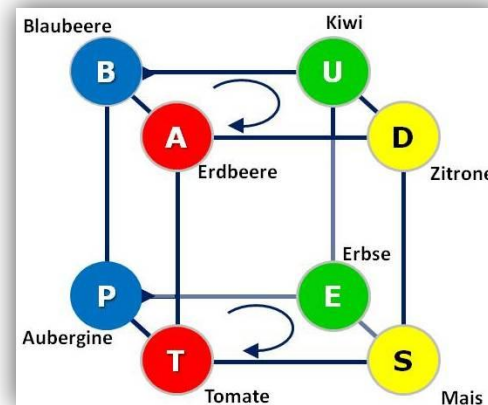 Blaubeere
Kiwi
B
U
A
D
Erdbeere
Zitrone
Erbse
P
E
Aubergine
T
S
Tomate
Mais